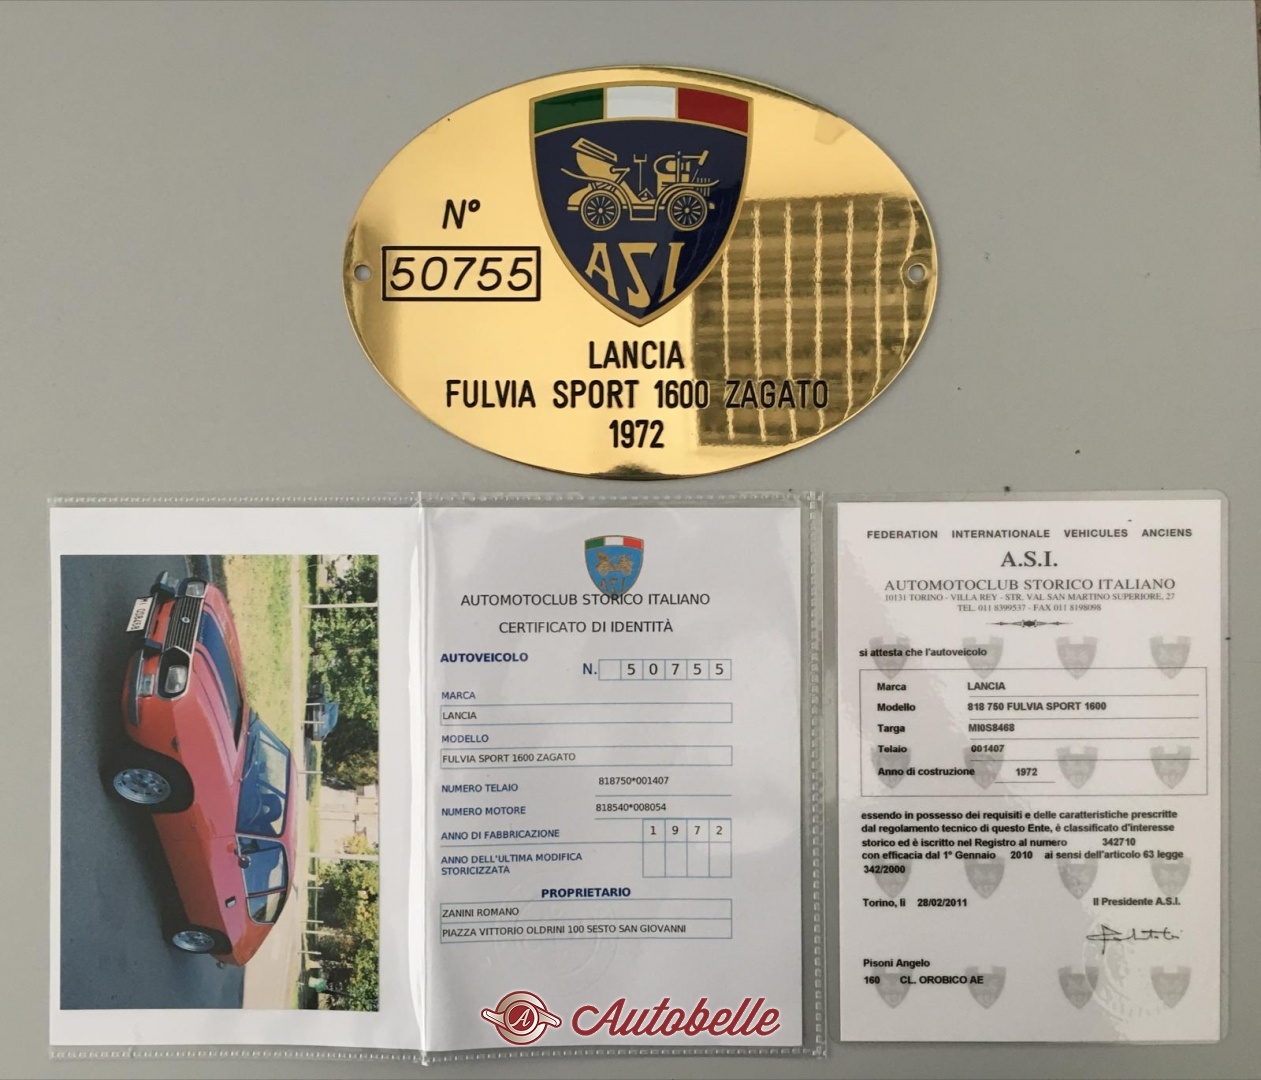 N°
50755
ASI
LANCIA
FULVIA SPORT 1600 ZAGATO
1972
ASI
AUTOMOTOCLUB STORICO ITALIANO
CERTIFICATO DI IDENTITÀ
AUTOVEICOLO
N. 50755
MARCA
LANCIA
MODELLO
FULVIA SPORT 1600 ZAGATO
NUMERO TELAIO 818750*001407
NUMERO MOTORE 818540*008054
ANNO DI FABBRICAZIONE 1972
ANNO DELL'ULTIMA MODIFICA
STORICIZZATA
PROPRIETARIO
ZANINI ROMANO
PIAZZA VITTORIO OLDRINI 100 SESTO SAN GIOVANNI
FEDERATION INTERNATIONALE VEHICULES ANCIENS
A.S.I.
AUTOMOTOCLUB STORICO ITALIANO
10131 TORINO - VILLA REY - STR. VAL SAN MARTINO SUPERIORE, 27
TEL. 011 8399537 - FAX 011 8198098
si attesta che l'autoveicolo
Marca LANCIA
Modello 818 750 FULVIA SPORT 1600
Targa MI0S8468
Telaio 001407
Anno di costruzione 1972
essendo in possesso dei requisiti e delle caratteristiche prescritte
dal regolamento tecnico di questo Ente, è classificato d'interesse
storico ed è iscritto nel Registro al numero 342710
con efficacia dal 1° Gennaio 2010 ai sensi dell'articolo 63 legge
342/2000
Torino, lì 28/02/2011 Il Presidente A.S.I.
Pisoni Angelo
160 CL. OROBICO AE
A Autobelle